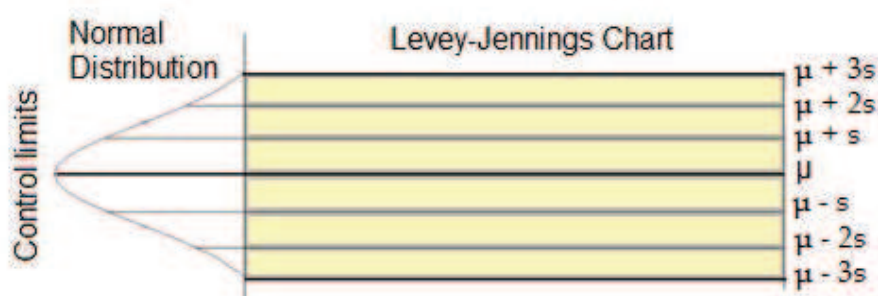 Normal
Distribution
Levey-Jennings Chart
Control limits
μ + 3s
μ + 2s
μ + s
μ
μ - s
μ - 2s
μ - 3s